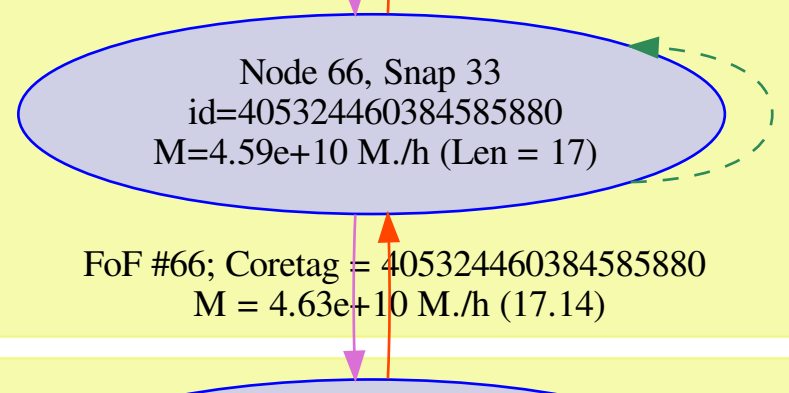 Node 66, Snap 33
id=405324460384585880
M=4.59e+10 M./h (Len = 17)
FoF #66; Coretag = 405324460384585880
M = 4.63e+10 M./h (17.14)